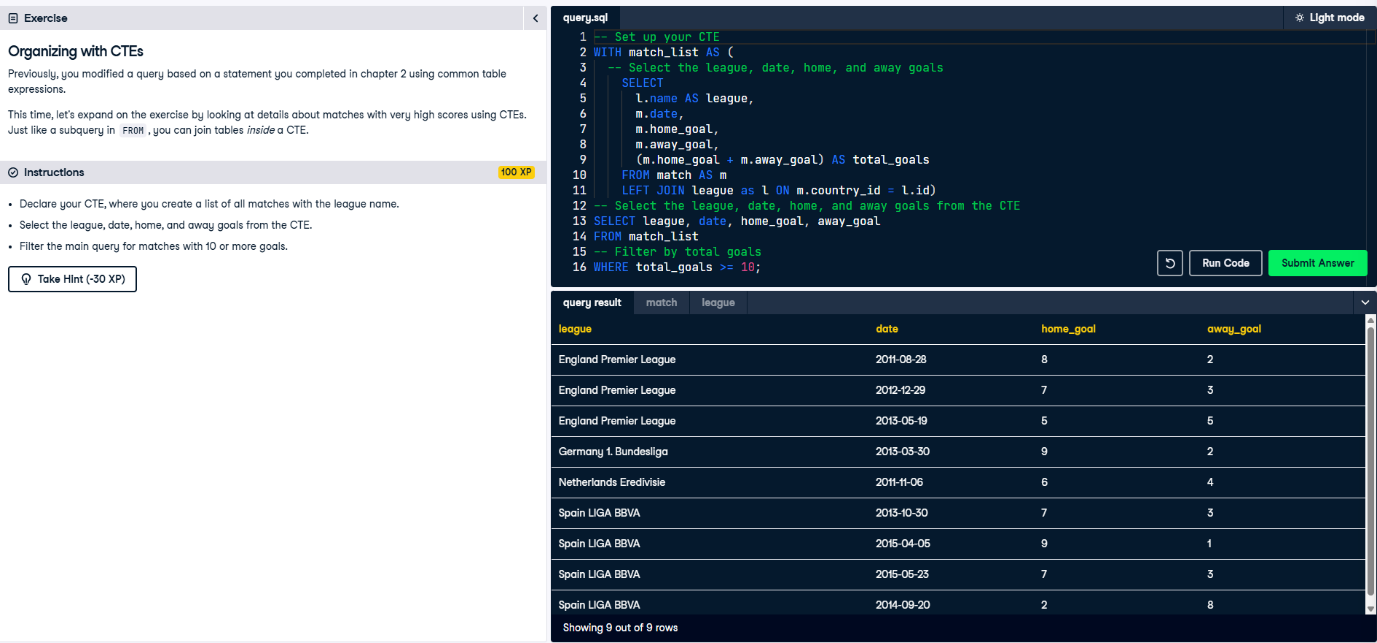 Exercise
Organizing with CTEs
Previously, you modified a query based on a statement you completed in chapter 2 using common table
expressions.
This time, let's expand on the exercise by looking at details about matches with very high scores using CTEs.
Just like a subquery in FROM, you can join tables inside a CTE.
Instructions 100 XP
• Declare your CTE, where you create a list of all matches with the league name.
• Select the league, date, home, and away goals from the CTE.
• Filter the main query for matches with 10 or more goals.
Take Hint (-30 XP)
query.sql Light mode
1 -- Set up your CTE
2 WITH match_list AS (
3 -- Select the league, date, home, and away goals
4 SELECT
5 l.name AS league,
6 m.date,
7 m.home_goal,
8 m.away_goal,
9 (m.home_goal + m.away_goal) AS total_goals
10 FROM match AS m
11 LEFT JOIN league as l ON m.country_id = l.id)
12 -- Select the league, date, home, and away goals from the CTE
13 SELECT league, date, home_goal, away_goal
14 FROM match_list
15 -- Filter by total goals
16 WHERE total_goals >= 10;
Run Code Submit Answer
query result match league
league date home_goal away_goal
England Premier League 2011-08-28 8 2
England Premier League 2012-12-29 7 3
England Premier League 2013-05-19 5 5
Germany 1. Bundesliga 2013-03-30 9 2
Netherlands Eredivisie 2011-11-06 6 4
Spain LIGA BBVA 2013-10-30 7 3
Spain LIGA BBVA 2015-04-05 9 1
Spain LIGA BBVA 2015-05-23 7 3
Spain LIGA BBVA 2014-09-20 2 8
Showing 9 out of 9 rows